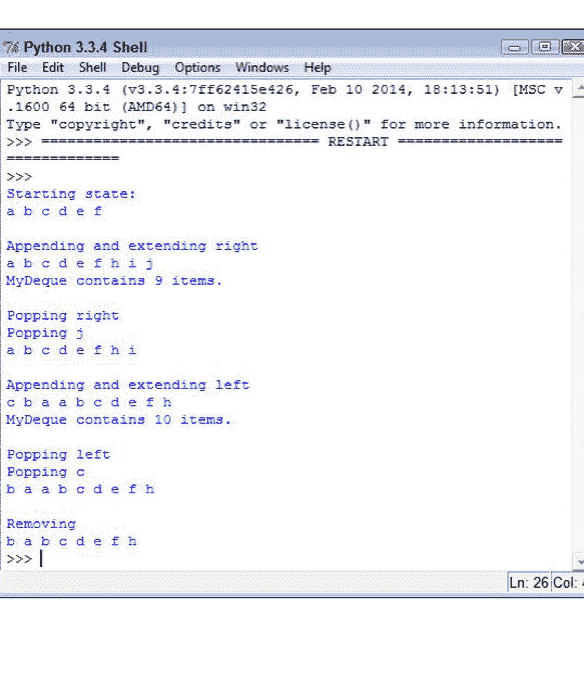 Python 3.3.4 Shell
File Edit Shell Debug Options Windows Help
Python 3.3.4 (v3.3.4:7ff62415e426, Feb 10 2014, 18:13:51) [MSC v
.1600 64 bit (AMD64)] on win32
Type "copyright", "credits" or "license()" for more information.
>>> ================================ RESTART ===================
=============
>>>
Starting state:
a b c d e f
Appending and extending right
a b c d e f h i j
MyDeque contains 9 items.
Popping right
Popping j
a b c d e f h i
Appending and extending left
c b a a b c d e f h
MyDeque contains 10 items.
Popping left
Popping c
b a a b c d e f h
Removing
b a b c d e f h
>>>
Ln: 26 Col: